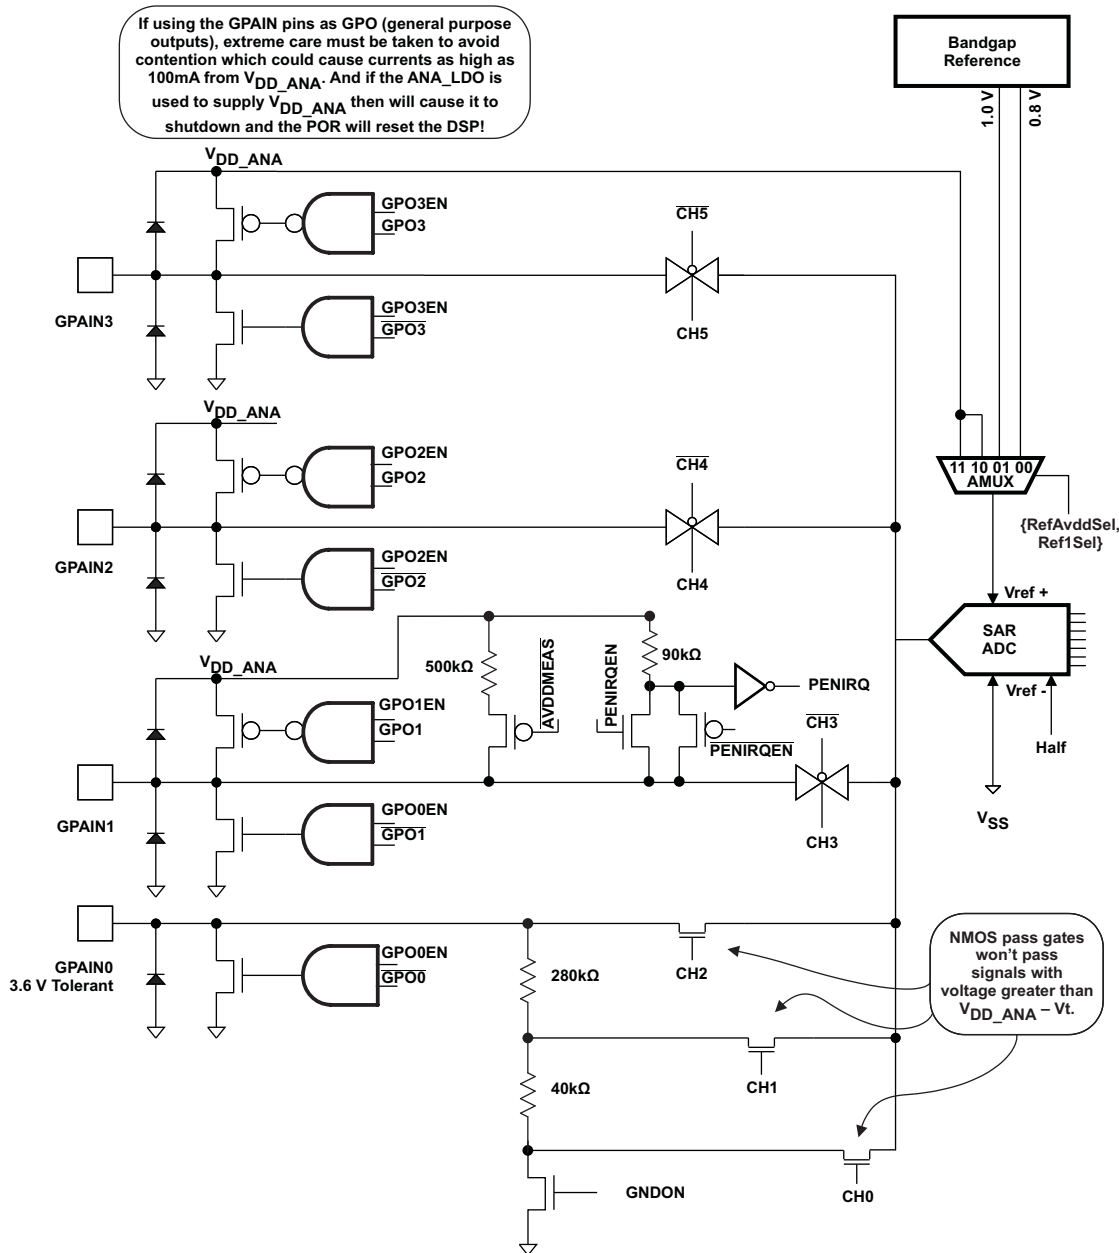 If using the GPAIN pins as GPO (general purpose
outputs), extreme care must be taken to avoid
contention which could cause currents as high as
100mA from VDD_ANA. And if the ANA_LDO is
used to supply VDD_ANA then will cause it to
shutdown and the POR will reset the DSP!
Bandgap
Reference
1.0 V
0.8 V
VDD_ANA
GPO3EN
GPO3
CH5
GPAIN3
GPO3EN
GPO3
CH5
VDD_ANA
GPO2EN
GPO2
CH4
11 10 01 00
AMUX
{RefAvddSel,
Ref1Sel}
GPAIN2
GPO2EN
GPO2
CH4
Vref +
SAR
ADC
Vref -
Half
VSS
VDD_ANA
500kΩ
AVDDMEAS
PENIRQEN
90kΩ
PENIRQ
PENIRQEN
GPO1EN
GPO1
CH3
GPAIN1
GPO0EN
GPO1
CH3
GPAIN0
3.6 V Tolerant
GPO0EN
GPO0
280kΩ
CH2
NMOS pass gates
won't pass
signals with
voltage greater than
VDD_ANA – Vt.
CH1
40kΩ
CH0
GNDON